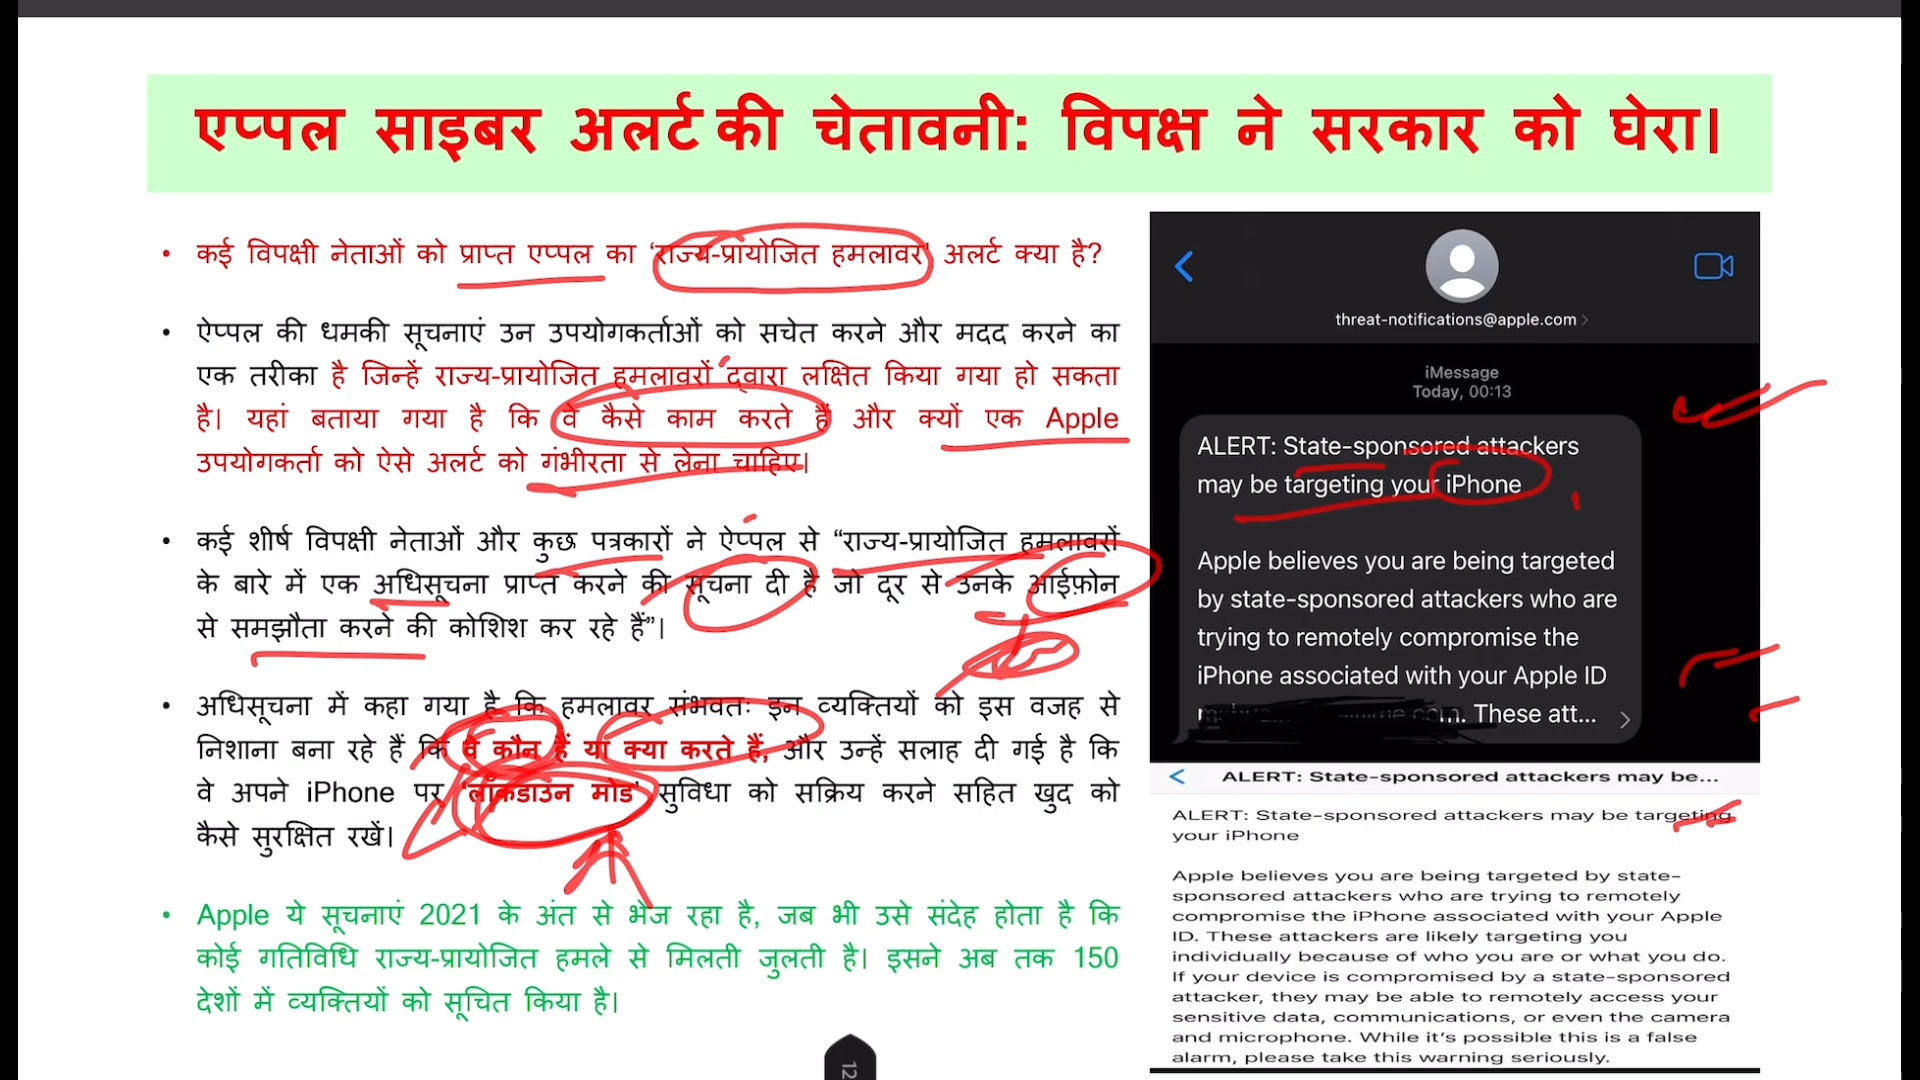 एप्पल साइबर अलर्ट की चेतावनी: विपक्ष ने सरकार को घेरा।
• कई विपक्षी नेताओं को प्राप्त एप्पल का 'राज्य-प्रायोजित हमलावर' अलर्ट क्या है?
• ऐप्पल की धमकी सूचनाएं उन उपयोगकर्ताओं को सचेत करने और मदद करने का
एक तरीका है जिन्हें राज्य-प्रायोजित हमलावरों द्वारा लक्षित किया गया हो सकता
है। यहां बताया गया है कि वे कैसे काम करते हैं और क्यों एक Apple
उपयोगकर्ता को ऐसे अलर्ट को गंभीरता से लेना चाहिए।
• कई शीर्ष विपक्षी नेताओं और कुछ पत्रकारों ने ऐप्पल से “राज्य-प्रायोजित हमलावरों
के बारे में एक अधिसूचना प्राप्त करने की सूचना दी है जो दूर से उनके आईफ़ोन
से समझौता करने की कोशिश कर रहे हैं”।
• अधिसूचना में कहा गया है कि हमलावर संभवतः इन व्यक्तियों को इस वजह से
निशाना बना रहे हैं कि वे कौन हैं या क्या करते हैं, और उन्हें सलाह दी गई है कि
वे अपने iPhone पर 'लॉकडाउन मोड' सुविधा को सक्रिय करने सहित खुद को
कैसे सुरक्षित रखें।
• Apple ये सूचनाएं 2021 के अंत से भेज रहा है, जब भी उसे संदेह होता है कि
कोई गतिविधि राज्य-प्रायोजित हमले से मिलती जुलती है। इसने अब तक 150
देशों में व्यक्तियों को सूचित किया है।
threat-notifications@apple.com
iMessage
Today, 00:13
ALERT: State-sponsored attackers
may be targeting your iPhone
Apple believes you are being targeted
by state-sponsored attackers who are
trying to remotely compromise the
iPhone associated with your Apple ID
These att...
ALERT: State-sponsored attackers may be...
ALERT: State-sponsored attackers may be targeting
your iPhone
Apple believes you are being targeted by state-
sponsored attackers who are trying to remotely
compromise the iPhone associated with your Apple
ID. These attackers are likely targeting you
individually because of who you are or what you do.
If your device is compromised by a state-sponsored
attacker, they may be able to remotely access your
sensitive data, communications, or even the camera
and microphone. While it's possible this is a false
alarm, please take this warning seriously.
12